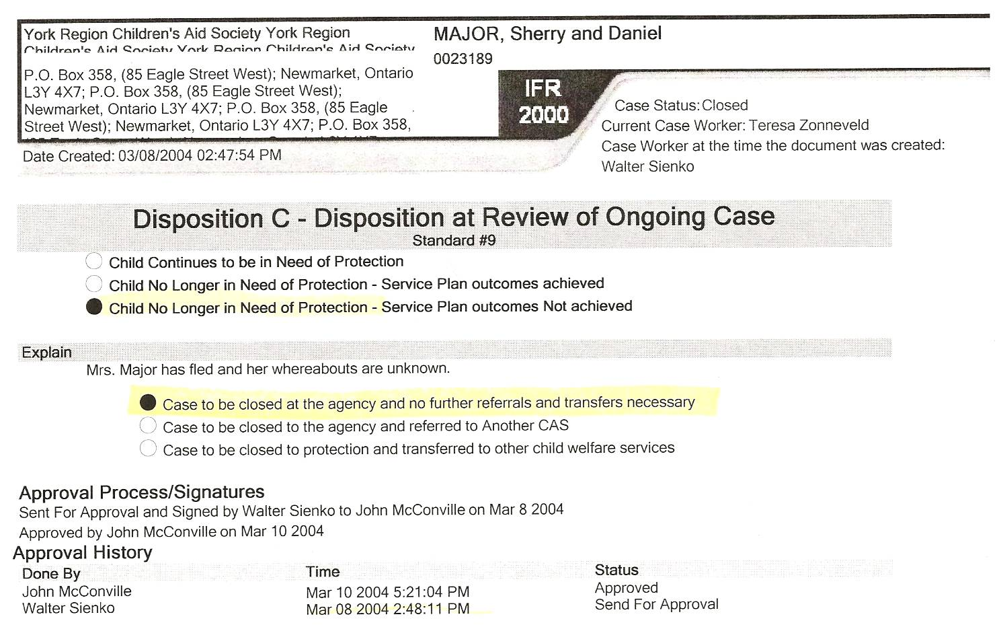 York Region Children's Aid Society York Region
Children's Aid Society York Region Children's Aid Society
P.O. Box 358, (85 Eagle Street West); Newmarket, Ontario
L3Y 4X7; P.O. Box 358, (85 Eagle Street West);
Newmarket, Ontario L3Y 4X7; P.O. Box 358, (85 Eagle
Street West); Newmarket, Ontario L3Y 4X7; P.O. Box 358,
Date Created: 03/08/2004 02:47:54 PM
MAJOR, Sherry and Daniel
0023189
IFR
2000
Case Status: Closed
Current Case Worker: Teresa Zonneveld
Case Worker at the time the document was created:
Walter Sienko
Disposition C - Disposition at Review of Ongoing Case
Standard #9
Child Continues to be in Need of Protection
Child No Longer in Need of Protection - Service Plan outcomes achieved
Child No Longer in Need of Protection - Service Plan outcomes Not achieved
Explain
Mrs. Major has fled and her whereabouts are unknown.
Case to be closed at the agency and no further referrals and transfers necessary
Case to be closed to the agency and referred to Another CAS
Case to be closed to protection and transferred to other child welfare services
Approval Process/Signatures
Sent For Approval and Signed by Walter Sienko to John McConville on Mar 8 2004
Approved by John McConville on Mar 10 2004
Approval History
Done By Time Status
John McConville Mar 10 2004 5:21:04 PM Approved
Walter Sienko Mar 08 2004 2:48:11 PM Send For Approval